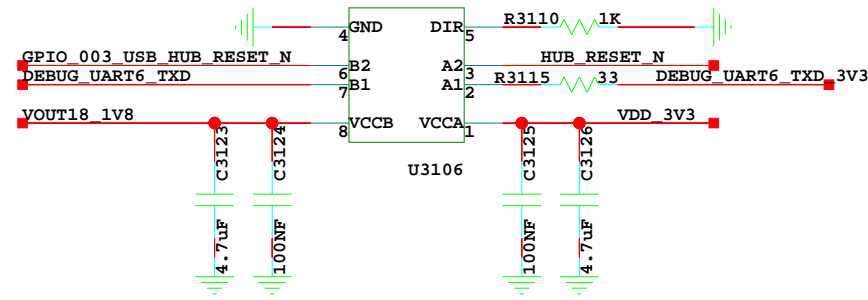 GND DIR R3110 1K
4 5
GPIO_003_USB_HUB_RESET_N B2 A2 HUB_RESET_N
6 3
DEBUG_UART6_TXD B1 A1 R3115 33 DEBUG_UART6_TXD_3V3
7 2
VOUT18_1V8 VCCB VCCA VDD_3V3
8 1
U3106
C3123 C3124 C3125 C3126
4.7uF 100NF 100NF 4.7uF